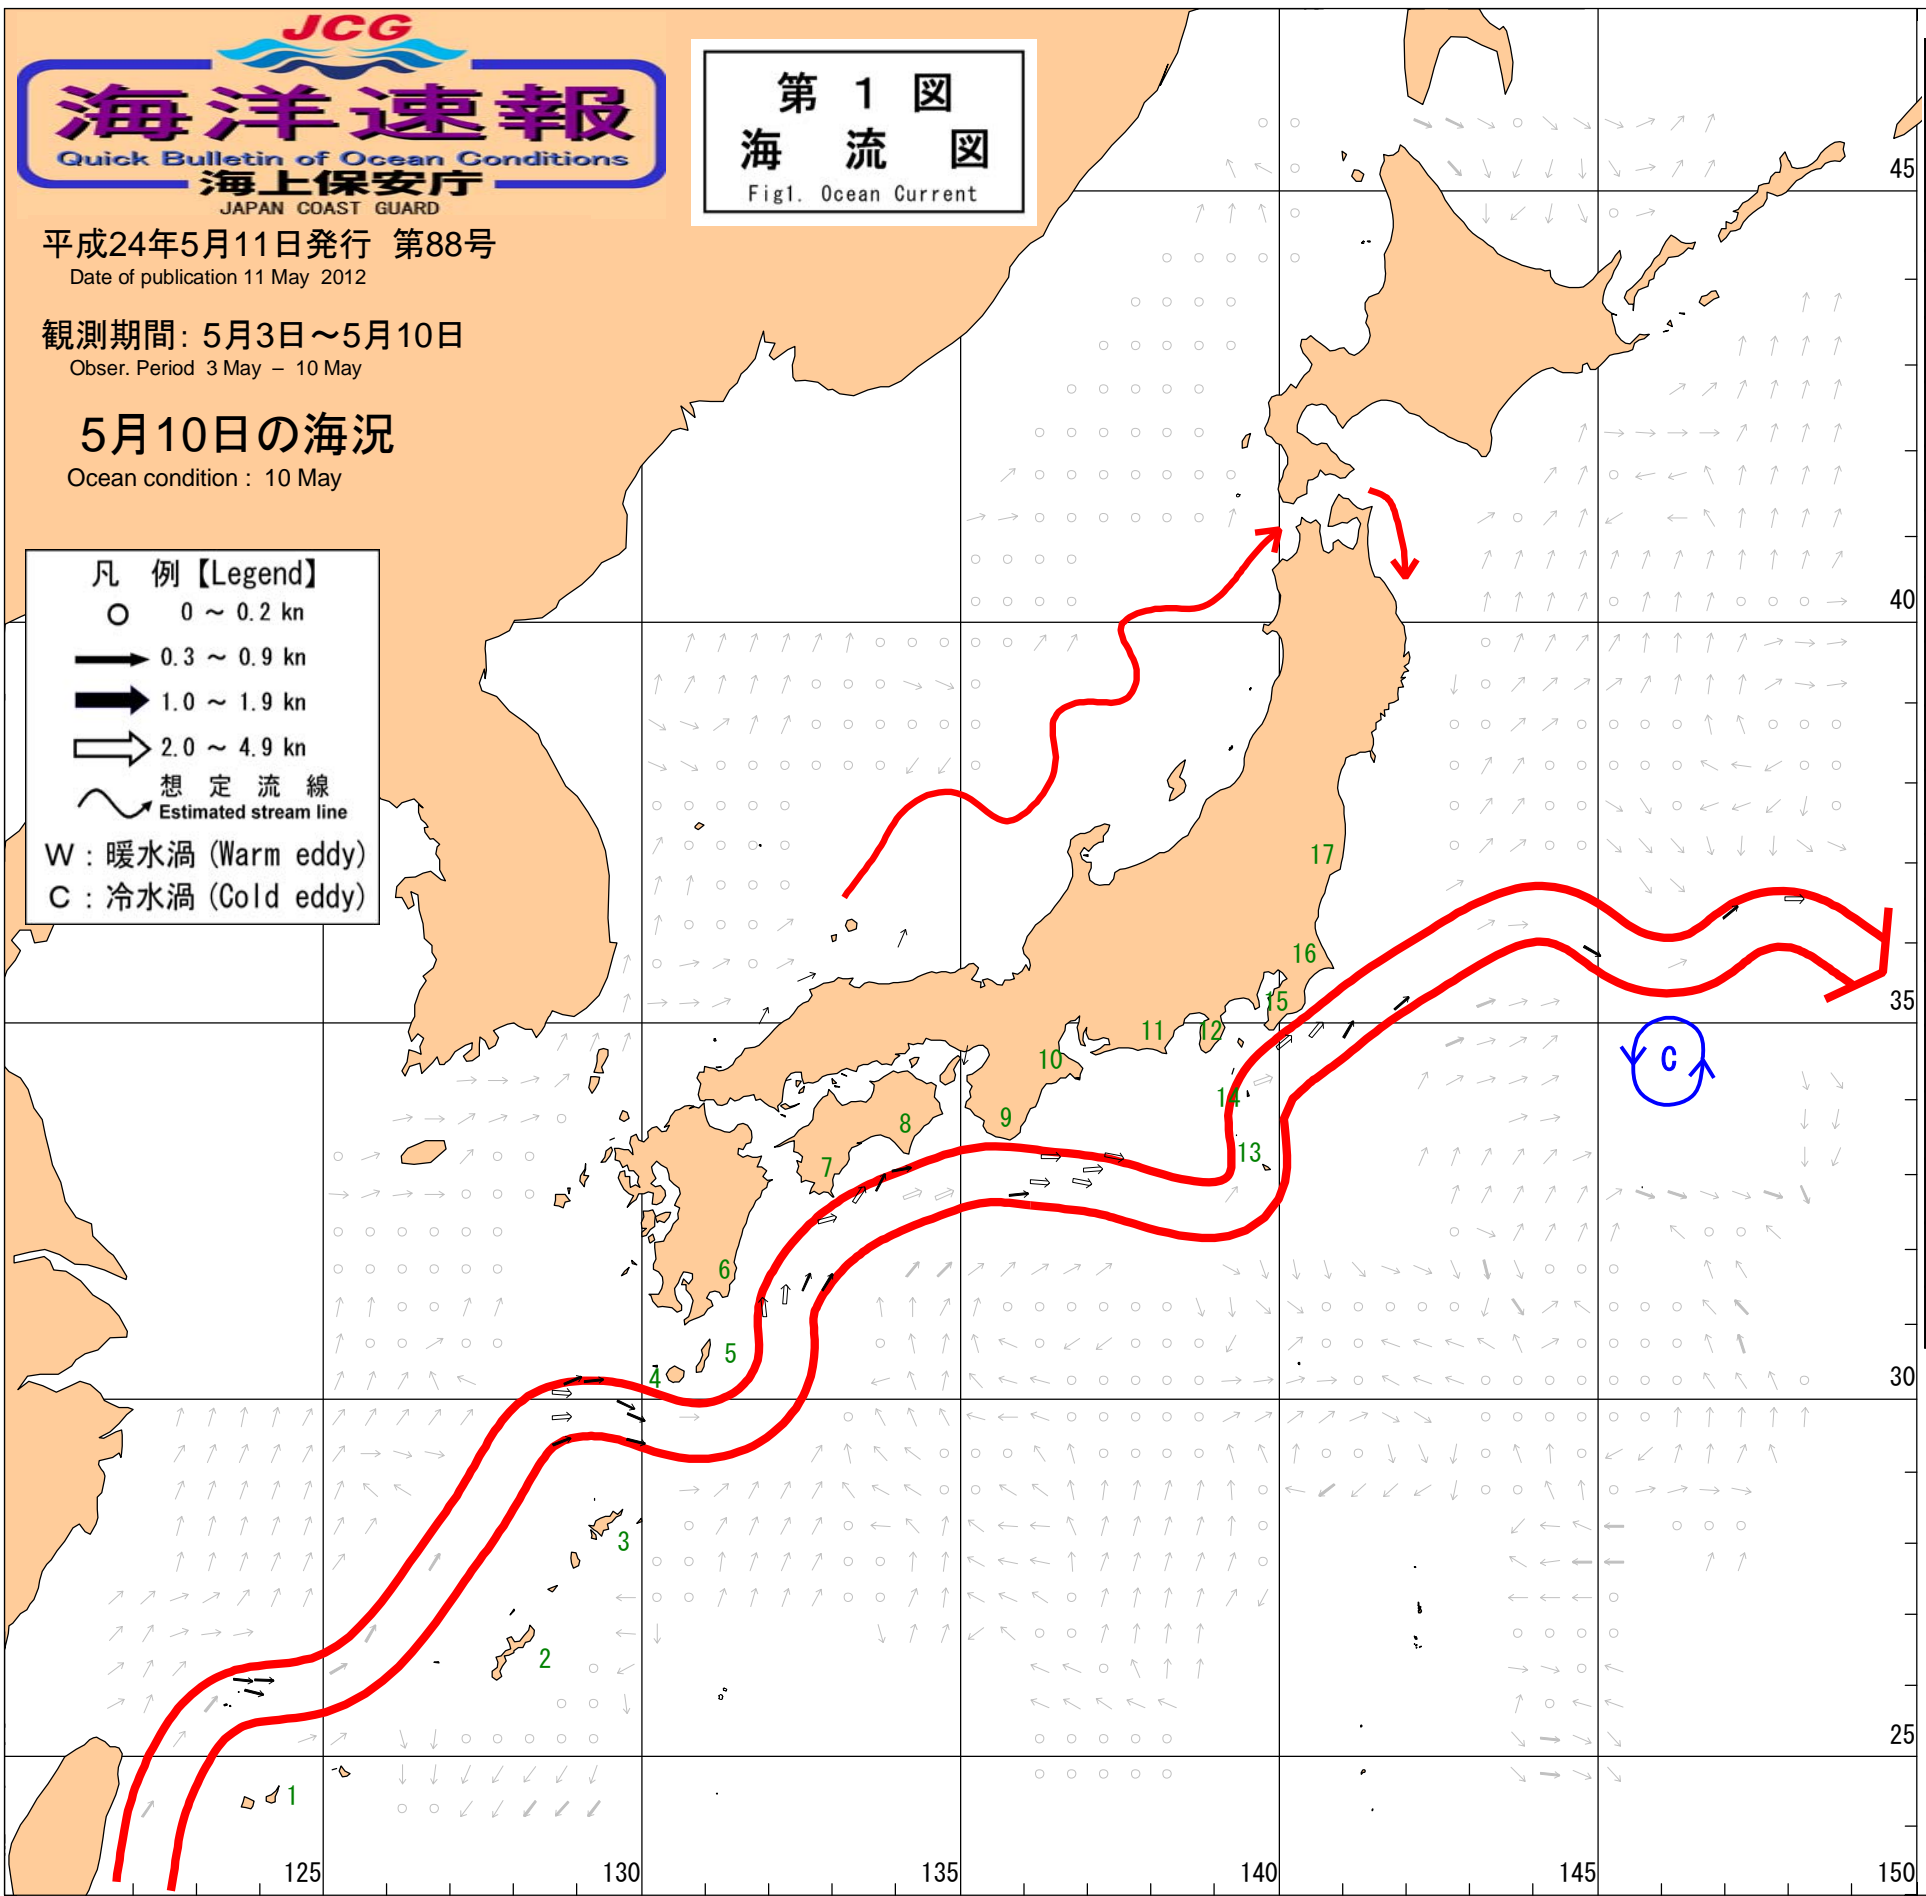 JCG
海洋速報
Quick Bulletin of Ocean Conditions
海上保安庁
JAPAN COAST GUARD
第 1 図
海 流 図
Fig1. Ocean Current
平成24年5月11日発行 第88号
Date of publication 11 May 2012
観測期間: 5月3日～5月10日
Obser. Period 3 May – 10 May
5月10日の海況
Ocean condition : 10 May
凡 例【Legend】
0 ～ 0.2 kn
0.3 ～ 0.9 kn
1.0 ～ 1.9 kn
2.0 ～ 4.9 kn
想 定 流 線
Estimated stream line
W : 暖水渦 (Warm eddy)
C : 冷水渦 (Cold eddy)
45
40
17
16
35
15
12
11
10
C
14
9
8
13
7
6
5
4
30
3
2
25
1
125
130
135
140
145
150